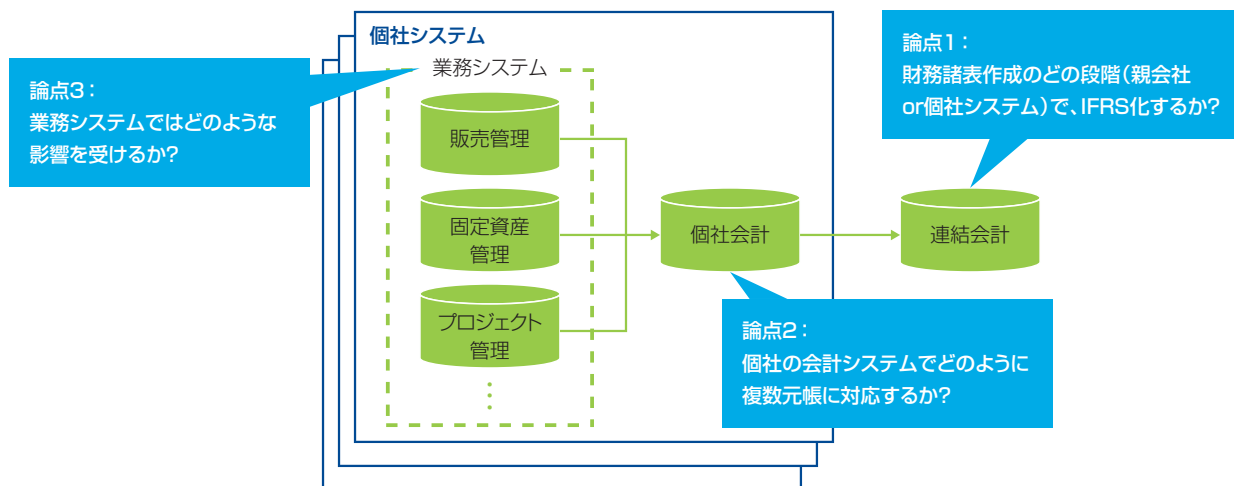 個社システム
業務システム
論点3：
業務システムではどのような
影響を受けるか?
論点1：
財務諸表作成のどの段階(親会社
or個社システム)で、IFRS化するか?
販売管理
固定資産
管理
プロジェクト
管理
個社会計
連結会計
論点2：
個社の会計システムでどのように
複数元帳に対応するか?